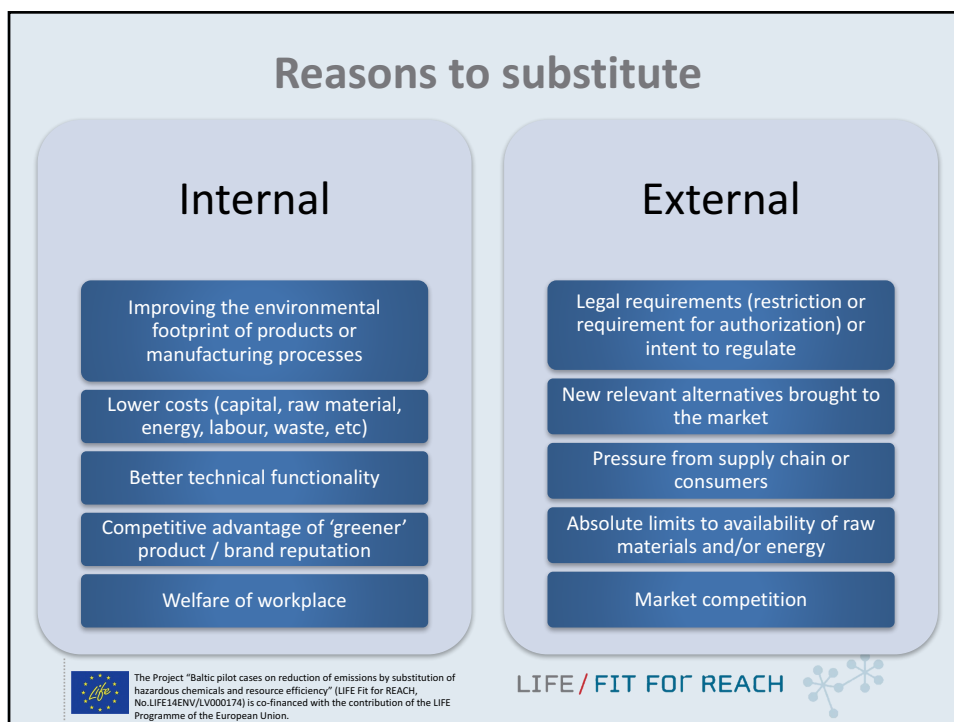 Reasons to substitute
Internal
Improving the environmental
footprint of products or
manufacturing processes
Lower costs (capital, raw material,
energy, labour, waste, etc)
Better technical functionality
Competitive advantage of ‘greener’
product / brand reputation
Welfare of workplace
External
Legal requirements (restriction or
requirement for authorization) or
intent to regulate
New relevant alternatives brought to
the market
Pressure from supply chain or
consumers
Absolute limits to availability of raw
materials and/or energy
Market competition
Life
The Project “Baltic pilot cases on reduction of emissions by substitution of
hazardous chemicals and resource efficiency” (LIFE Fit for REACH,
No.LIFE14ENV/LV000174) is co-financed with the contribution of the LIFE
Programme of the European Union.
LIFE / FIT FOR REACH